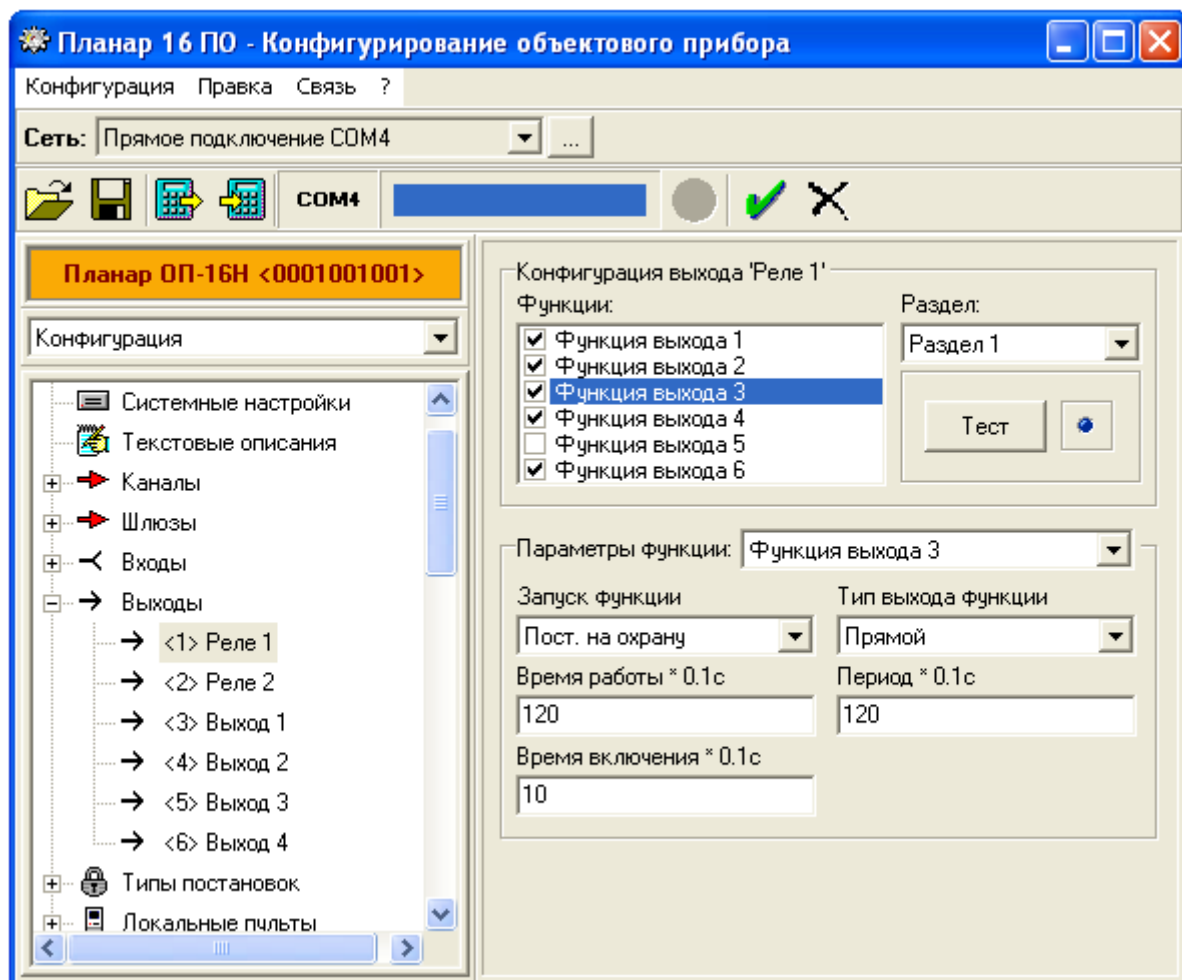 Планар 16 ПО - Конфигурирование объектового прибора
Конфигурация Правка Связь ?
Сеть: Прямое подключение COM4 ...
COM4
Планар ОП-16Н <0001001001>
Конфигурация
Системные настройки
Текстовые описания
Каналы
Шлюзы
Входы
Выходы
<1> Реле 1
<2> Реле 2
<3> Выход 1
<4> Выход 2
<5> Выход 3
<6> Выход 4
Типы постановок
Локальные пульты
Конфигурация выхода 'Реле 1'
Функции:
Функция выхода 1
Функция выхода 2
Функция выхода 3
Функция выхода 4
Функция выхода 5
Функция выхода 6
Раздел:
Раздел 1
Тест
Параметры функции: Функция выхода 3
Запуск функции
Пост. на охрану
Тип выхода функции
Прямой
Время работы * 0.1с
120
Период * 0.1с
120
Время включения * 0.1с
10